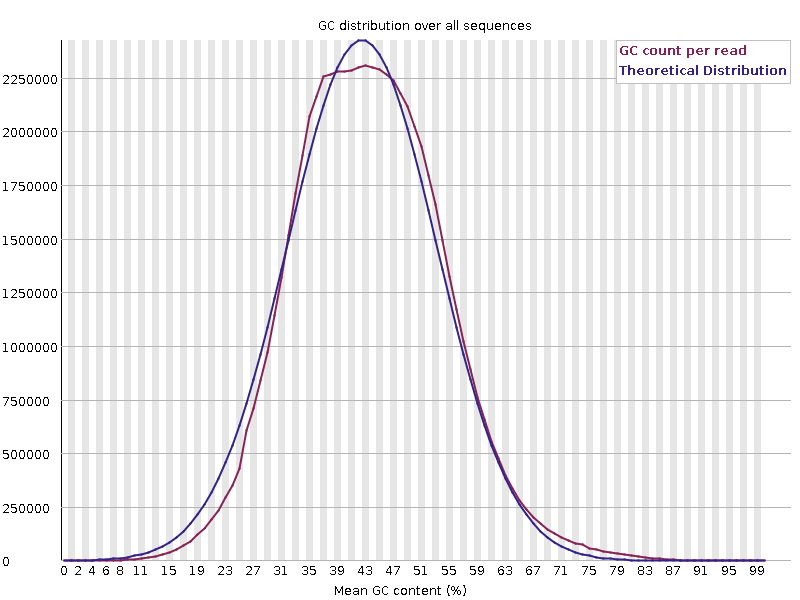 GC distribution over all sequences
GC count per read
Theoretical Distribution
2250000
2000000
1750000
1500000
1250000
1000000
750000
500000
250000
0
0 2 4 6 8 11 15 19 23 27 31 35 39 43 47 51 55 59 63 67 71 75 79 83 87 91 95 99
Mean GC content (%)